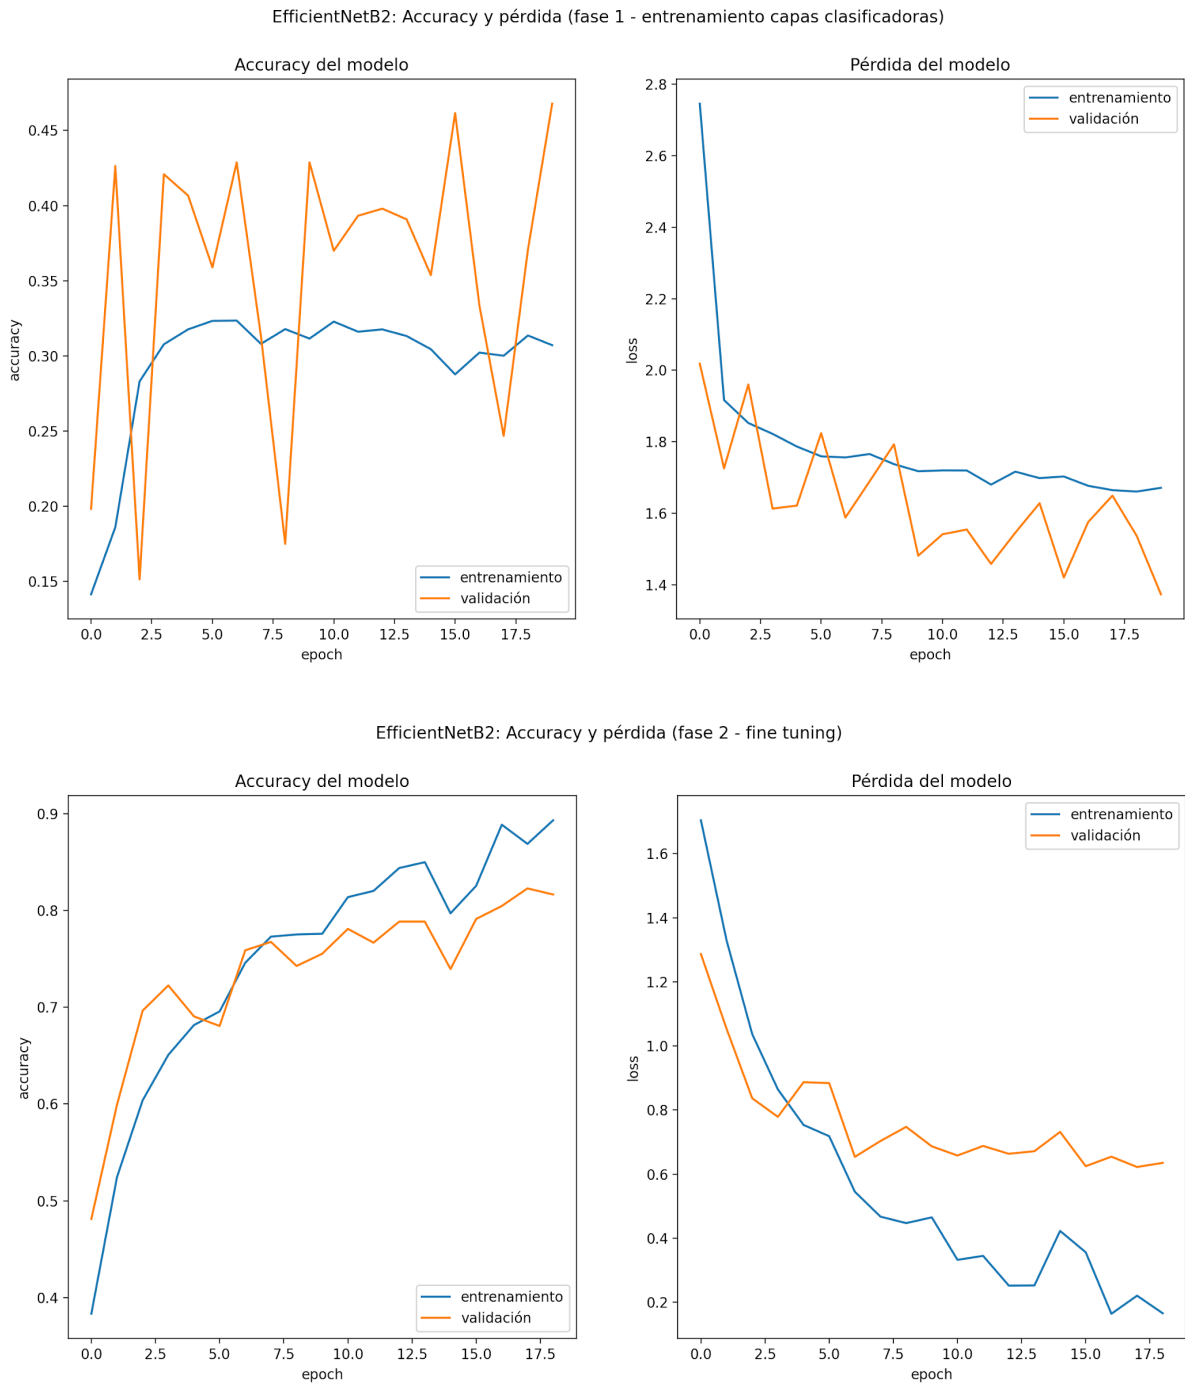 EfficientNetB2: Accuracy y pérdida (fase 1 - entrenamiento capas clasificadoras)
Accuracy del modelo
accuracy
0.45
0.40
0.35
0.30
0.25
0.20
0.15
entrenamiento
validación
0.0 2.5 5.0 7.5 10.0 12.5 15.0 17.5
epoch
Pérdida del modelo
loss
2.8
2.6
2.4
2.2
2.0
1.8
1.6
1.4
entrenamiento
validación
0.0 2.5 5.0 7.5 10.0 12.5 15.0 17.5
epoch
EfficientNetB2: Accuracy y pérdida (fase 2 - fine tuning)
Accuracy del modelo
accuracy
0.9
0.8
0.7
0.6
0.5
0.4
entrenamiento
validación
0.0 2.5 5.0 7.5 10.0 12.5 15.0 17.5
epoch
Pérdida del modelo
loss
1.6
1.4
1.2
1.0
0.8
0.6
0.4
0.2
entrenamiento
validación
0.0 2.5 5.0 7.5 10.0 12.5 15.0 17.5
epoch